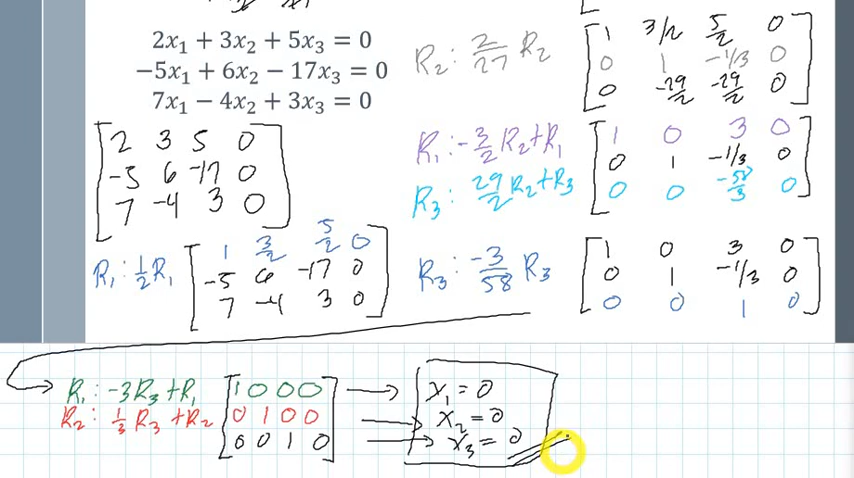 2x₁ + 3x₂ + 5x₃ = 0
−5x₁ + 6x₂ − 17x₃ = 0
7x₁ − 4x₂ + 3x₃ = 0
2 3 5 0
-5 6 -17 0
7 -4 3 0
R₁: 1/2 R₁
1 3/2 5/2 0
-5 6 -17 0
7 -4 3 0
R₂: 2/27 R₂
1 3/2 5/2 0
0 1 -1/3 0
0 -29/2 -29/2 0
R₁: -3/2 R₂ + R₁
R₃: 29/2 R₂ + R₃
1 0 3 0
0 1 -1/3 0
0 0 -58/3 0
R₃: -3/58 R₃
1 0 3 0
0 1 -1/3 0
0 0 1 0
R₁: -3R₃ + R₁
R₂: 1/3 R₃ + R₂
1 0 0 0
0 1 0 0
0 0 1 0
x₁ = 0
x₂ = 0
x₃ = 0